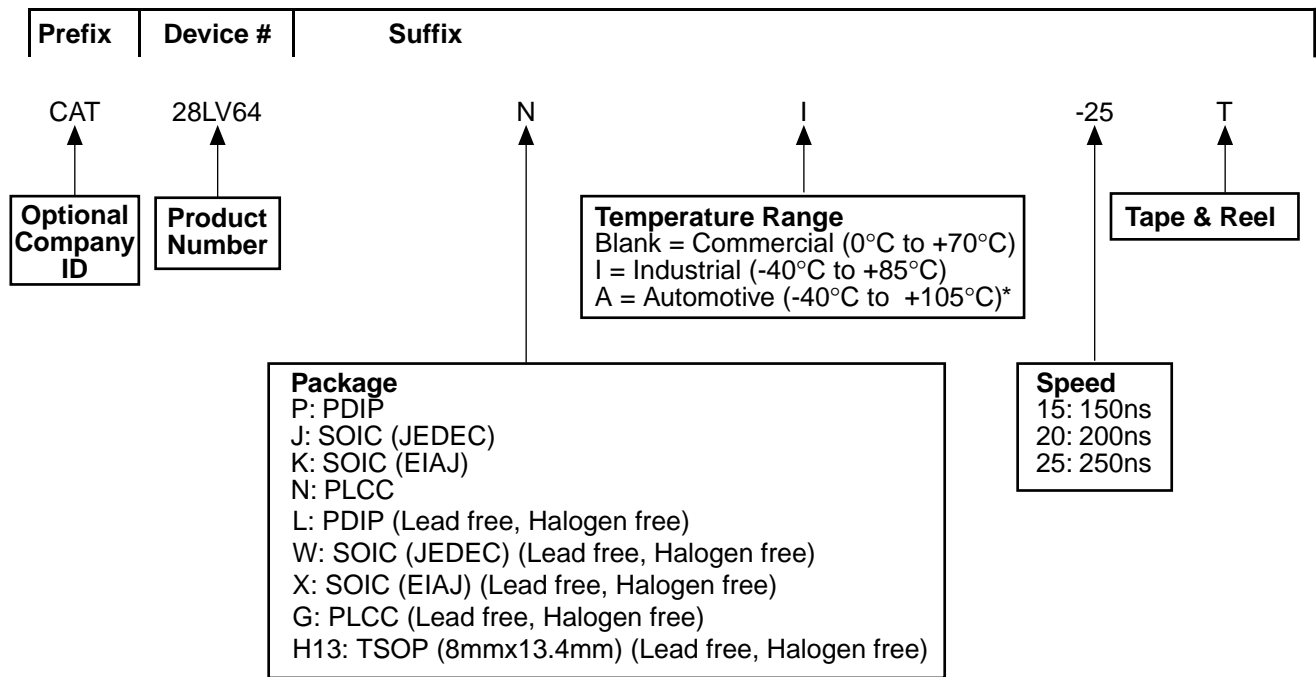 Prefix Device # Suffix
CAT 28LV64 N I -25 T
Optional
Company
ID
Product
Number
Temperature Range
Blank = Commercial (0°C to +70°C)
I = Industrial (-40°C to +85°C)
A = Automotive (-40°C to +105°C)*
Tape & Reel
Package
P: PDIP
J: SOIC (JEDEC)
K: SOIC (EIAJ)
N: PLCC
L: PDIP (Lead free, Halogen free)
W: SOIC (JEDEC) (Lead free, Halogen free)
X: SOIC (EIAJ) (Lead free, Halogen free)
G: PLCC (Lead free, Halogen free)
H13: TSOP (8mmx13.4mm) (Lead free, Halogen free)
Speed
15: 150ns
20: 200ns
25: 250ns